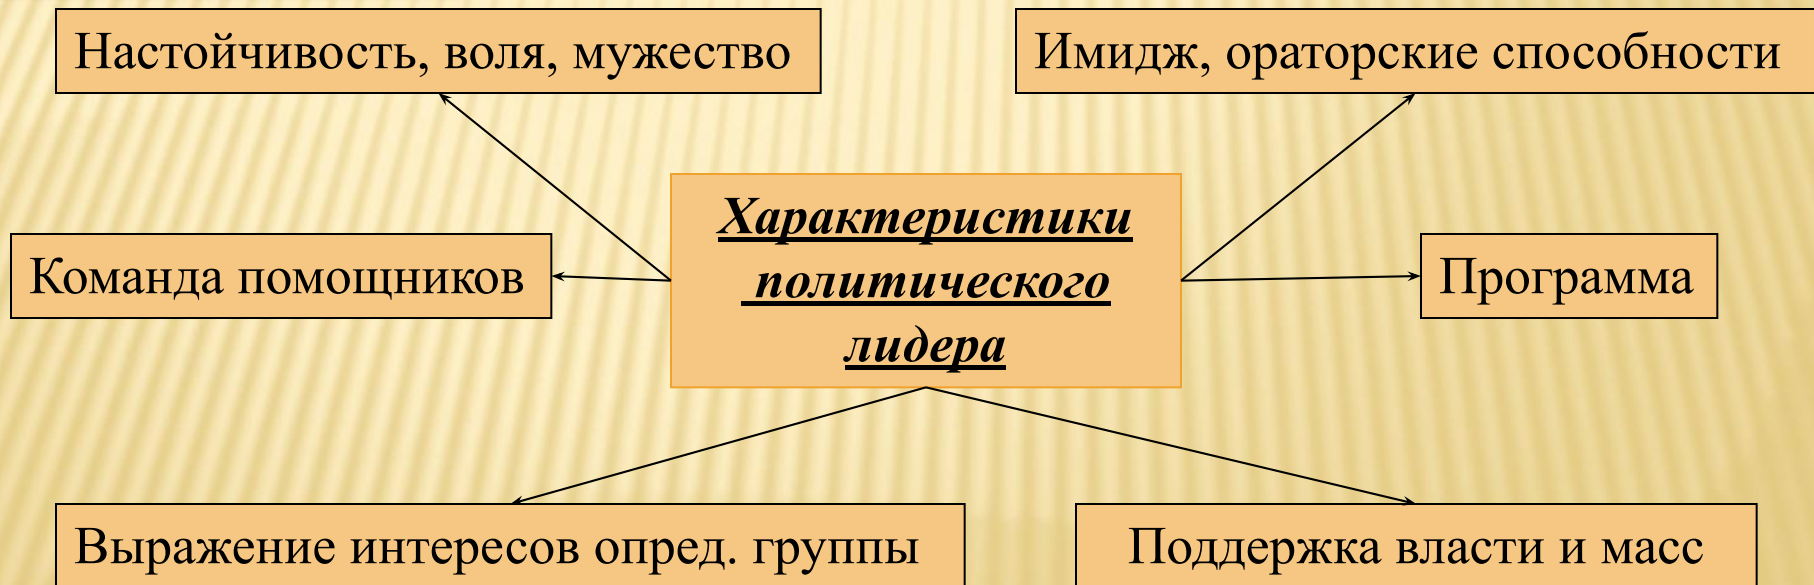 Настойчивость, воля, мужество
Имидж, ораторские способности
Характеристики
политического
лидера
Команда помощников
Программа
Выражение интересов опред. группы
Поддержка власти и масс